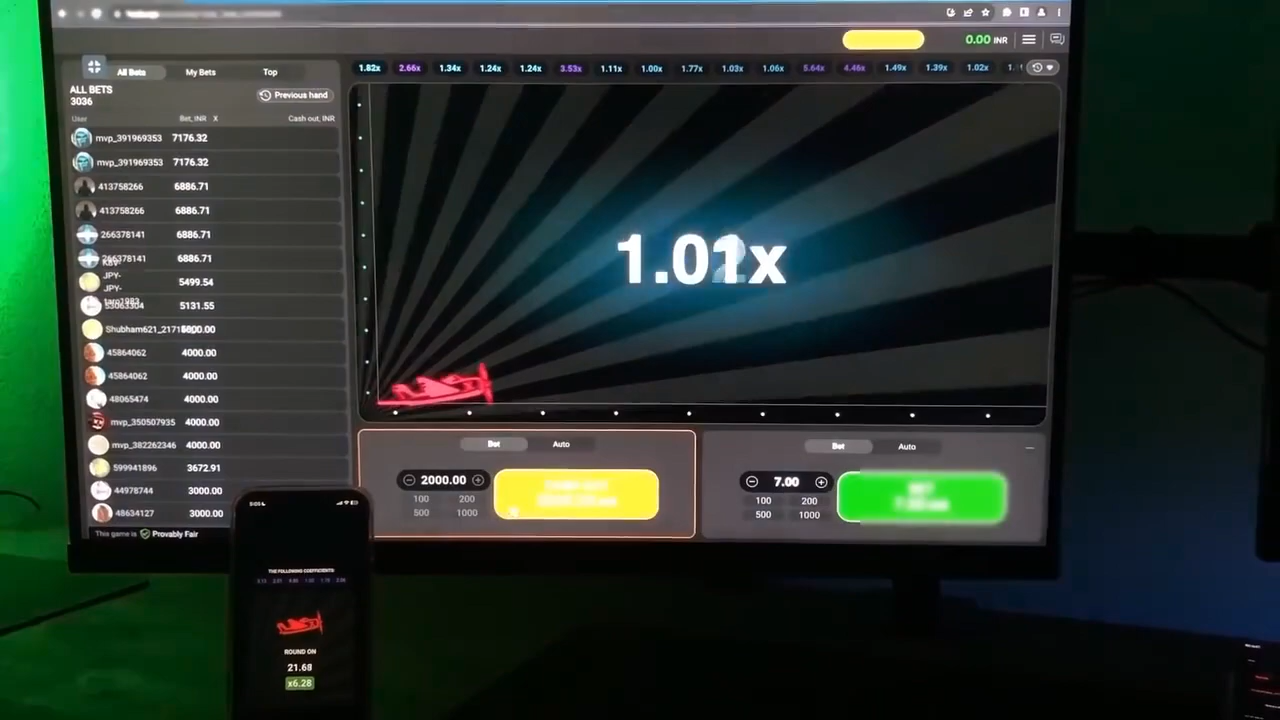 0.00 INR
All Bets My Bets Top
1.82x 2.66x 1.34x 1.24x 1.24x 3.53x 1.11x 1.00x 1.77x 1.03x 1.06x 5.64x 4.46x 1.49x 1.39x 1.02x
ALL BETS
3036
Previous hand
User Bet, INR X Cash out, INR
mvp_391969353 7176.32
mvp_391969353 7176.32
413758266 6886.71
413758266 6886.71
266378141 6886.71
266378141 6886.71
JPY-
JPY- 5499.54
53063304 5131.55
4000.00
45864062 4000.00
45864062 4000.00
48065474 4000.00
mvp_350507935 4000.00
mvp_382262346 4000.00
599941896 3672.91
44978744 3000.00
48634127 3000.00
This game is Provably Fair
x
Bet Auto
2000.00
100 200
500 1000
Bet Auto
7.00
100 200
500 1000
THE FOLLOWING COEFFICIENTS
ROUND ON
21.68
x6.28